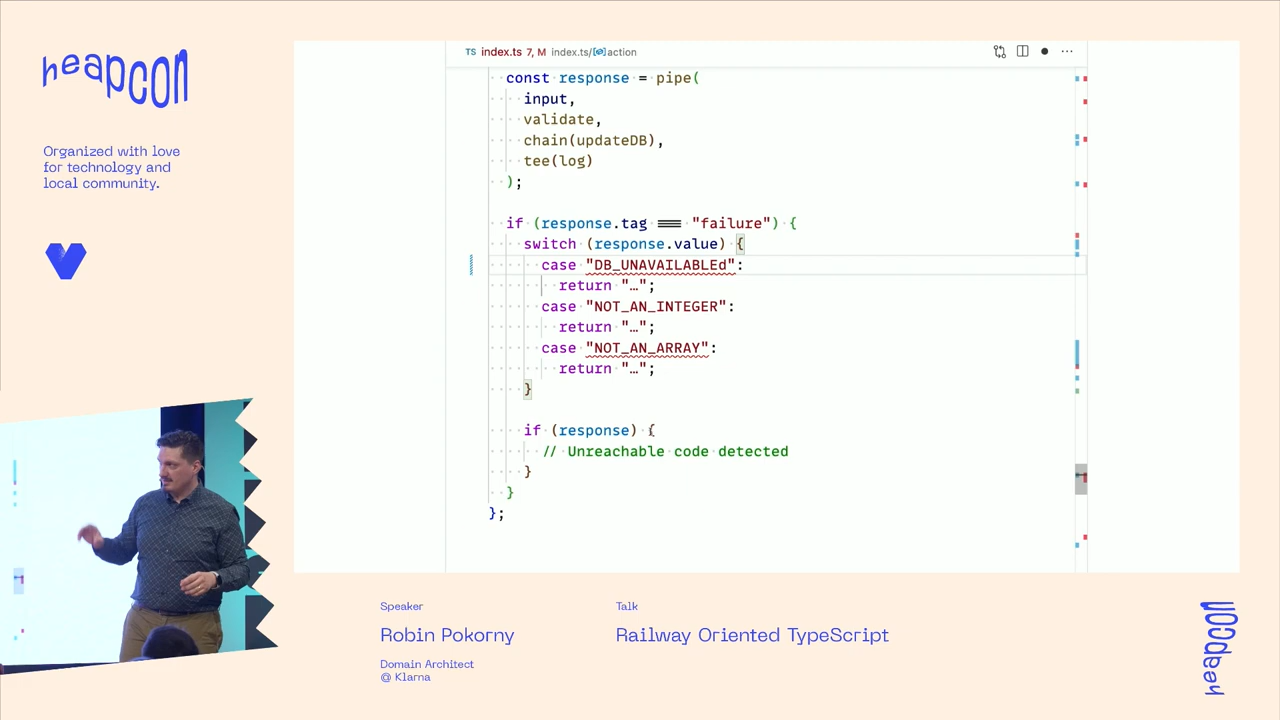 heapcon
Organized with love
for technology and
local community.
TS index.ts 7, M index.ts/action
const response = pipe(
input,
validate,
chain(updateDB),
tee(log)
);
if (response.tag === "failure") {
switch (response.value) {
case "DB_UNAVAILABLEd":
return "…";
case "NOT_AN_INTEGER":
return "…";
case "NOT_AN_ARRAY":
return "…";
}
if (response) {
// Unreachable code detected
}
}
};
Speaker
Robin Pokorny
Domain Architect
@ Klarna
Talk
Railway Oriented TypeScript
heapcon